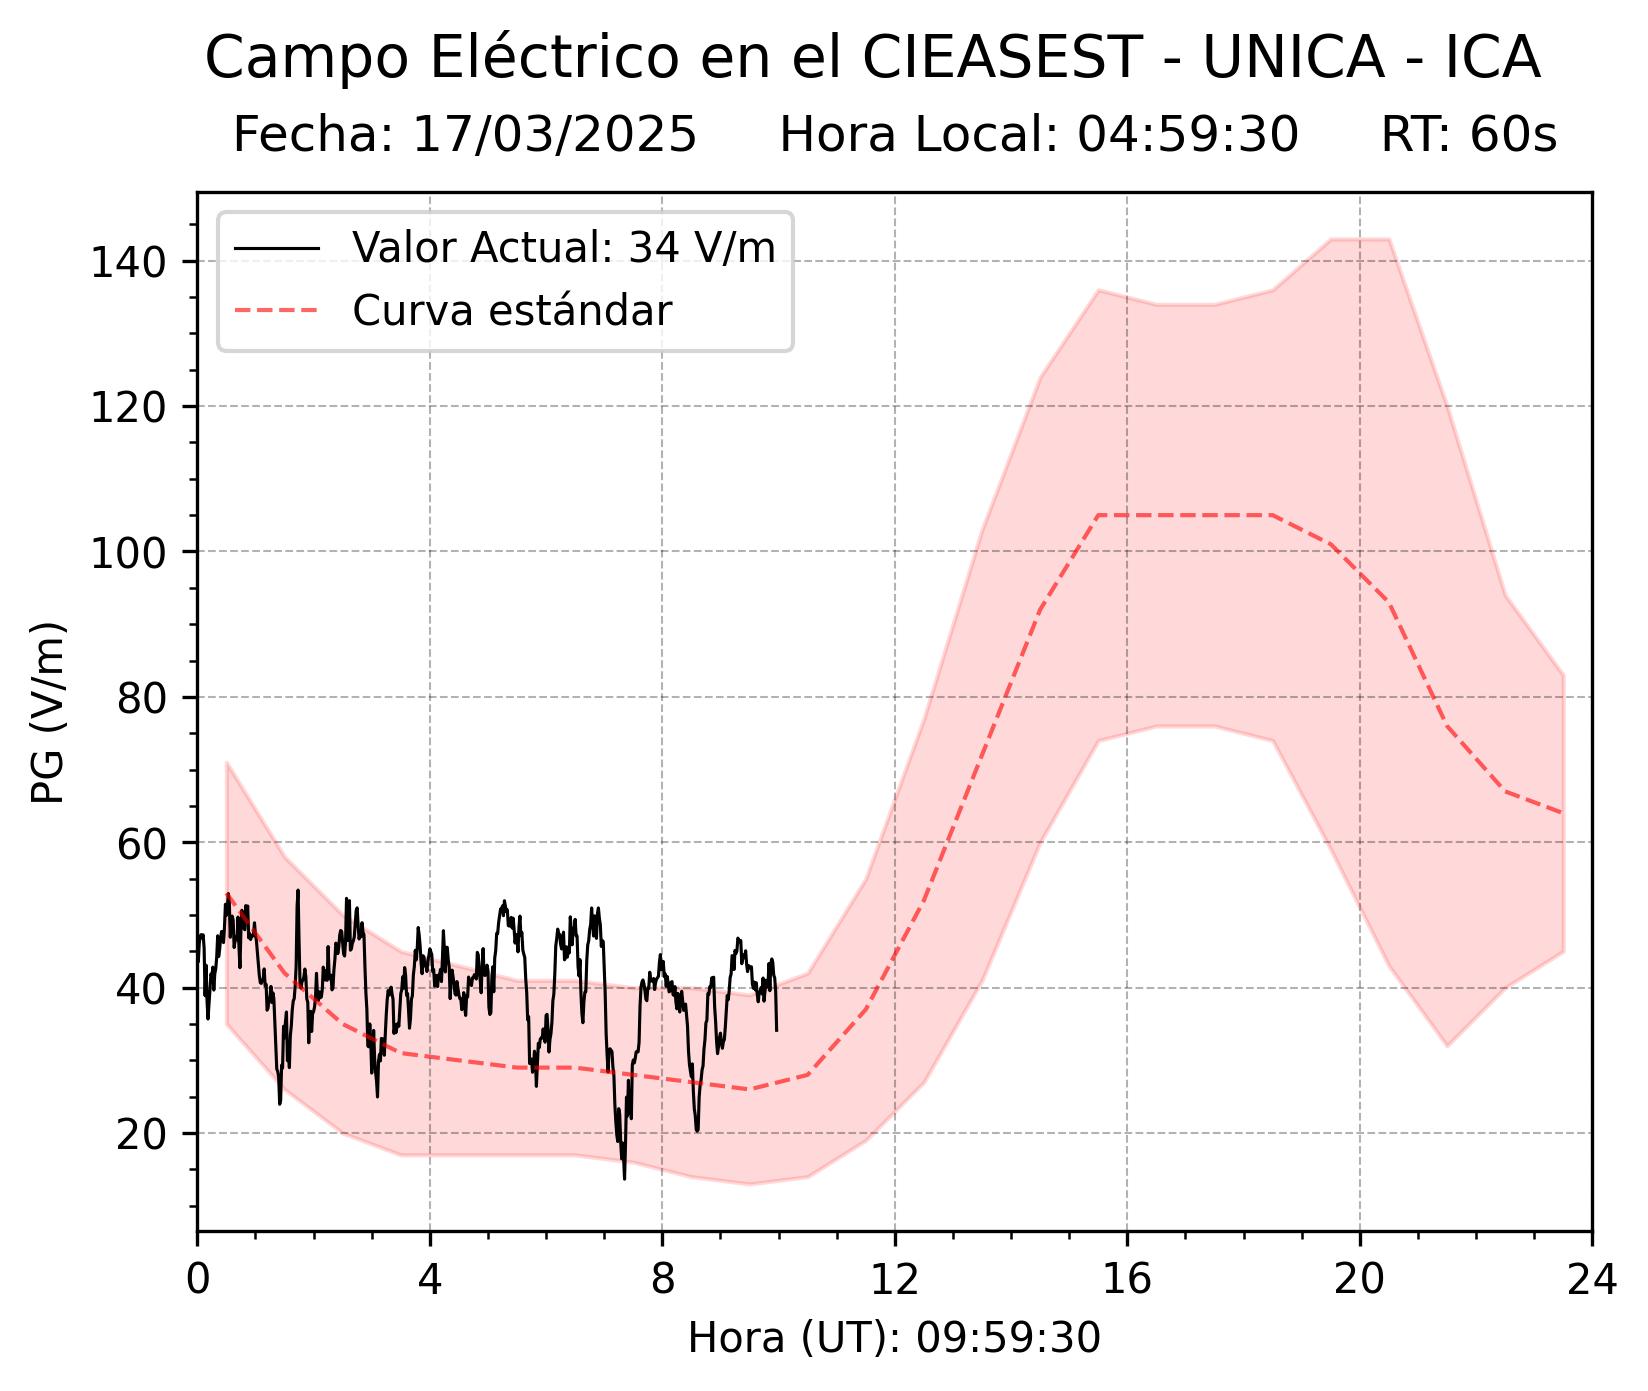 Campo Eléctrico en el CIEASEST - UNICA - ICA
Fecha: 17/03/2025 Hora Local: 04:59:30 RT: 60s
Valor Actual: 34 V/m
Curva estándar
PG (V/m)
140
120
100
80
60
40
20
0 4 8 12 16 20 24
Hora (UT): 09:59:30